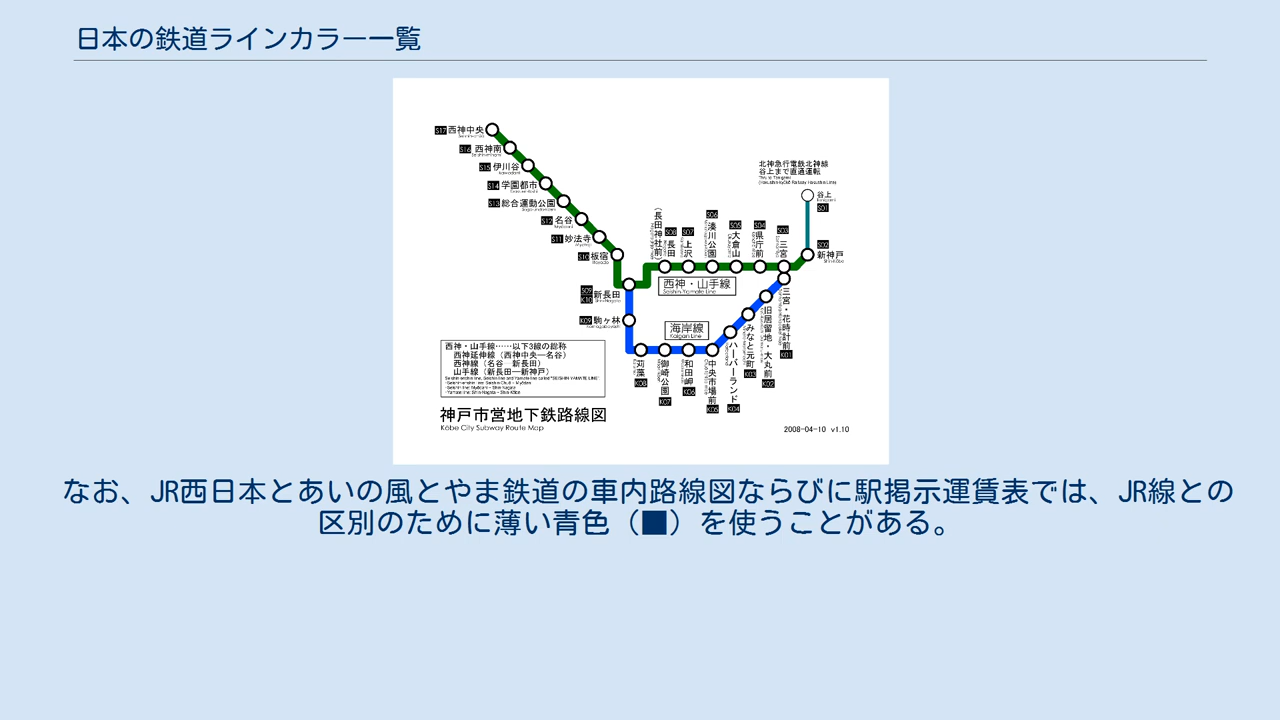 日本の鉄道ラインカラー一覧
S17 西神中央
S16 西神南
S15 伊川谷
S14 学園都市
S13 総合運動公園
S12 名谷
S11 妙法寺
S10 板宿
S09
K10 新長田
K09 駒ヶ林
北神急行電鉄北神線
谷上まで直通運転
谷上
S01
S02
新神戸
S03 三宮
S04 県庁前
S05 大倉山
S06 湊川公園
S07 上沢
S08 長田
(長田神社前)
西神・山手線
Seishin-Yamate Line
海岸線
Kaigan Line
三宮・花時計前 K01
旧居留地・大丸前 K02
みなと元町 K03
ハーバーランド K04
中央市場前
和田岬 K06
御崎公園 K07
苅藻 K08
西神・山手線……以下3線の総称
西神延伸線（西神中央―名谷）
西神線（名谷 新長田）
山手線（新長田―新神戸）
神戸市営地下鉄路線図
Kōbe City Subway Route Map
2008-04-10 v1.10
なお、JR西日本とあいの風とやま鉄道の車内路線図ならびに駅掲示運賃表では、JR線との
区別のために薄い青色（■）を使うことがある。